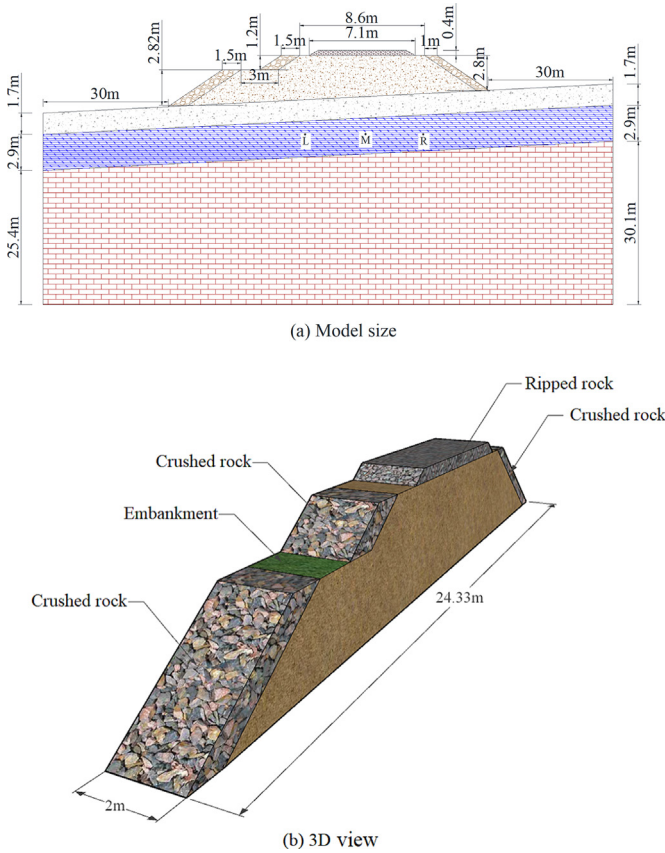 8.6m
7.1m
0.4m
1.2m
2.82m
1.5m
1m
1.5m
3m
2.8m
30m
30m
1.7m
1.7m
2.9m
2.9m
L
M
R
25.4m
30.1m
(a) Model size
Ripped rock
Crushed rock
Crushed rock
Embankment
Crushed rock
24.33m
2m
(b) 3D view